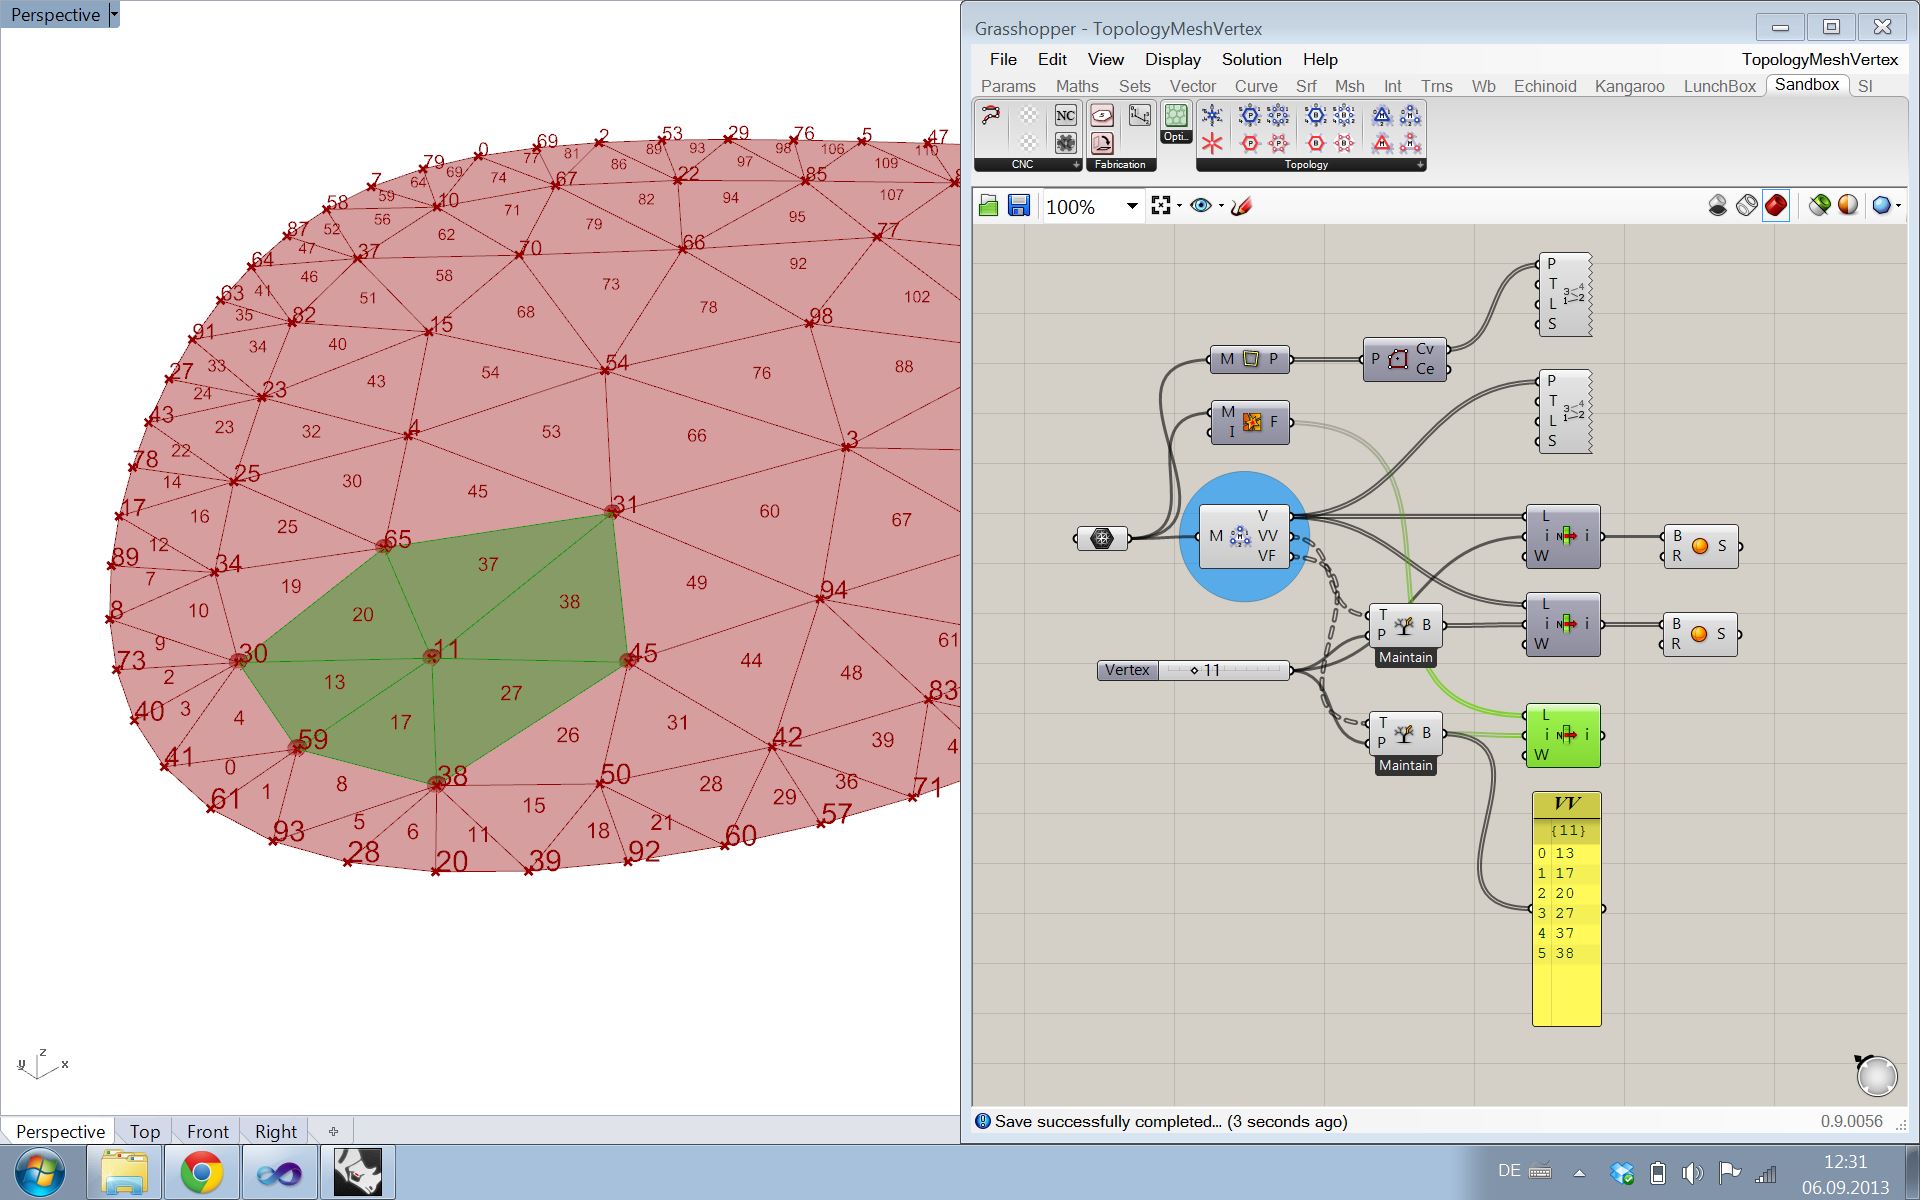 Perspective
Grasshopper - TopologyMeshVertex
File Edit View Display Solution Help TopologyMeshVertex
Params Maths Sets Vector Curve Srf Msh Int Trns Wb Echinoid Kangaroo LunchBox Sandbox SI
NC
Opti...
CNC Fabrication Topology
100%
69 2 53 29 76 5 47
0 77 81 86 89 93 97 98 106 109 110
79 69 74 67 22 85
7 64 59 10 71 82 94 107
58 56 79 95
87 52 62
47 37 70 66 77
64 46 58 92
41 51 73 102
63 35 82 15 68 78 98
91 34 40
33 54 88
27 23 43 54 76
24
43 23 32 4 53 66 3
22
78 14 25 30 45
17 16 25 31 60 67
12 65
89 34 37
7 19 49 94
8 10 20 38
9 61
73 30 11 45 44
2 13 27 48 83
40 3 4 17 31
41 59 26 42 39 4
0 38 50
61 1 8 15 28 36 71
93 5 6 11 18 21 29 57
28 20 39 92 60
P
T
L
S
M P
P Cv
Ce
M F
I
P
T
L
S
M V
VV
VF
L
i i
W
B S
R
T B
P
Maintain
L
i i
W
B S
R
Vertex 11
T B
P
Maintain
L
i i
W
VV
{11}
0 13
1 17
2 20
3 27
4 37
5 38
z
y x
Perspective Top Front Right
Save successfully completed... (3 seconds ago) 0.9.0056
DE 12:31
06.09.2013